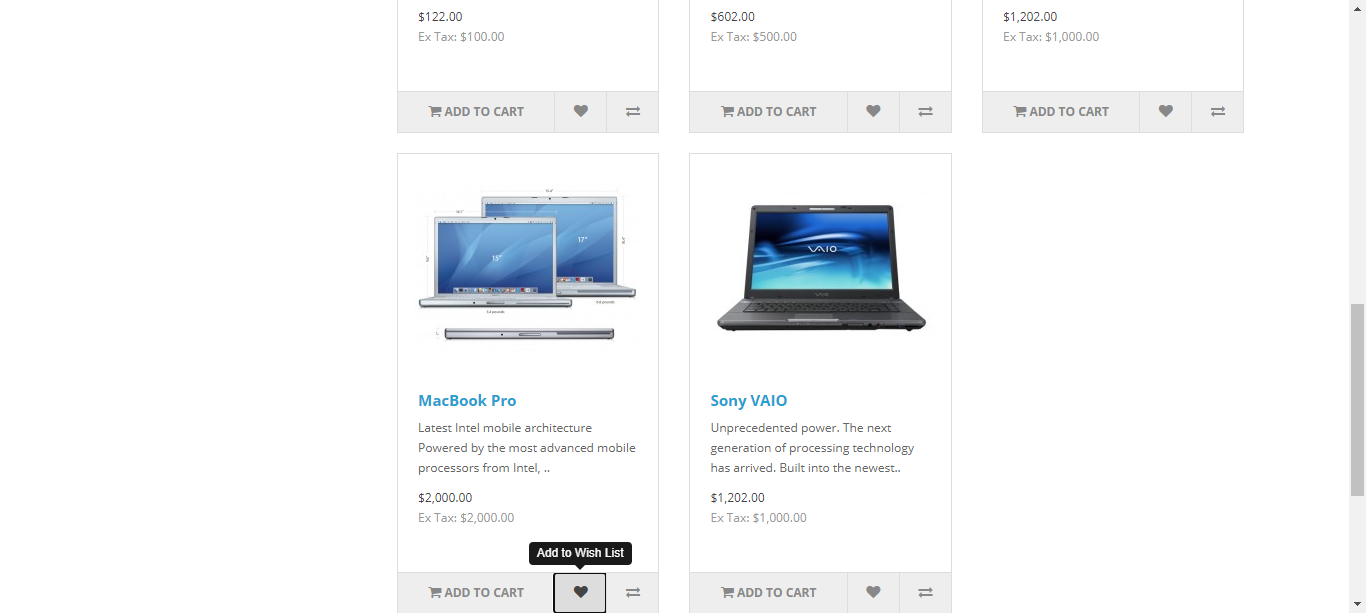 $122.00
Ex Tax: $100.00
ADD TO CART
$602.00
Ex Tax: $500.00
ADD TO CART
$1,202.00
Ex Tax: $1,000.00
ADD TO CART
15"
17"
MacBook Pro
Latest Intel mobile architecture
Powered by the most advanced mobile
processors from Intel, ..
$2,000.00
Ex Tax: $2,000.00
Add to Wish List
ADD TO CART
VAIO
Sony VAIO
Unprecedented power. The next
generation of processing technology
has arrived. Built into the newest..
$1,202.00
Ex Tax: $1,000.00
ADD TO CART